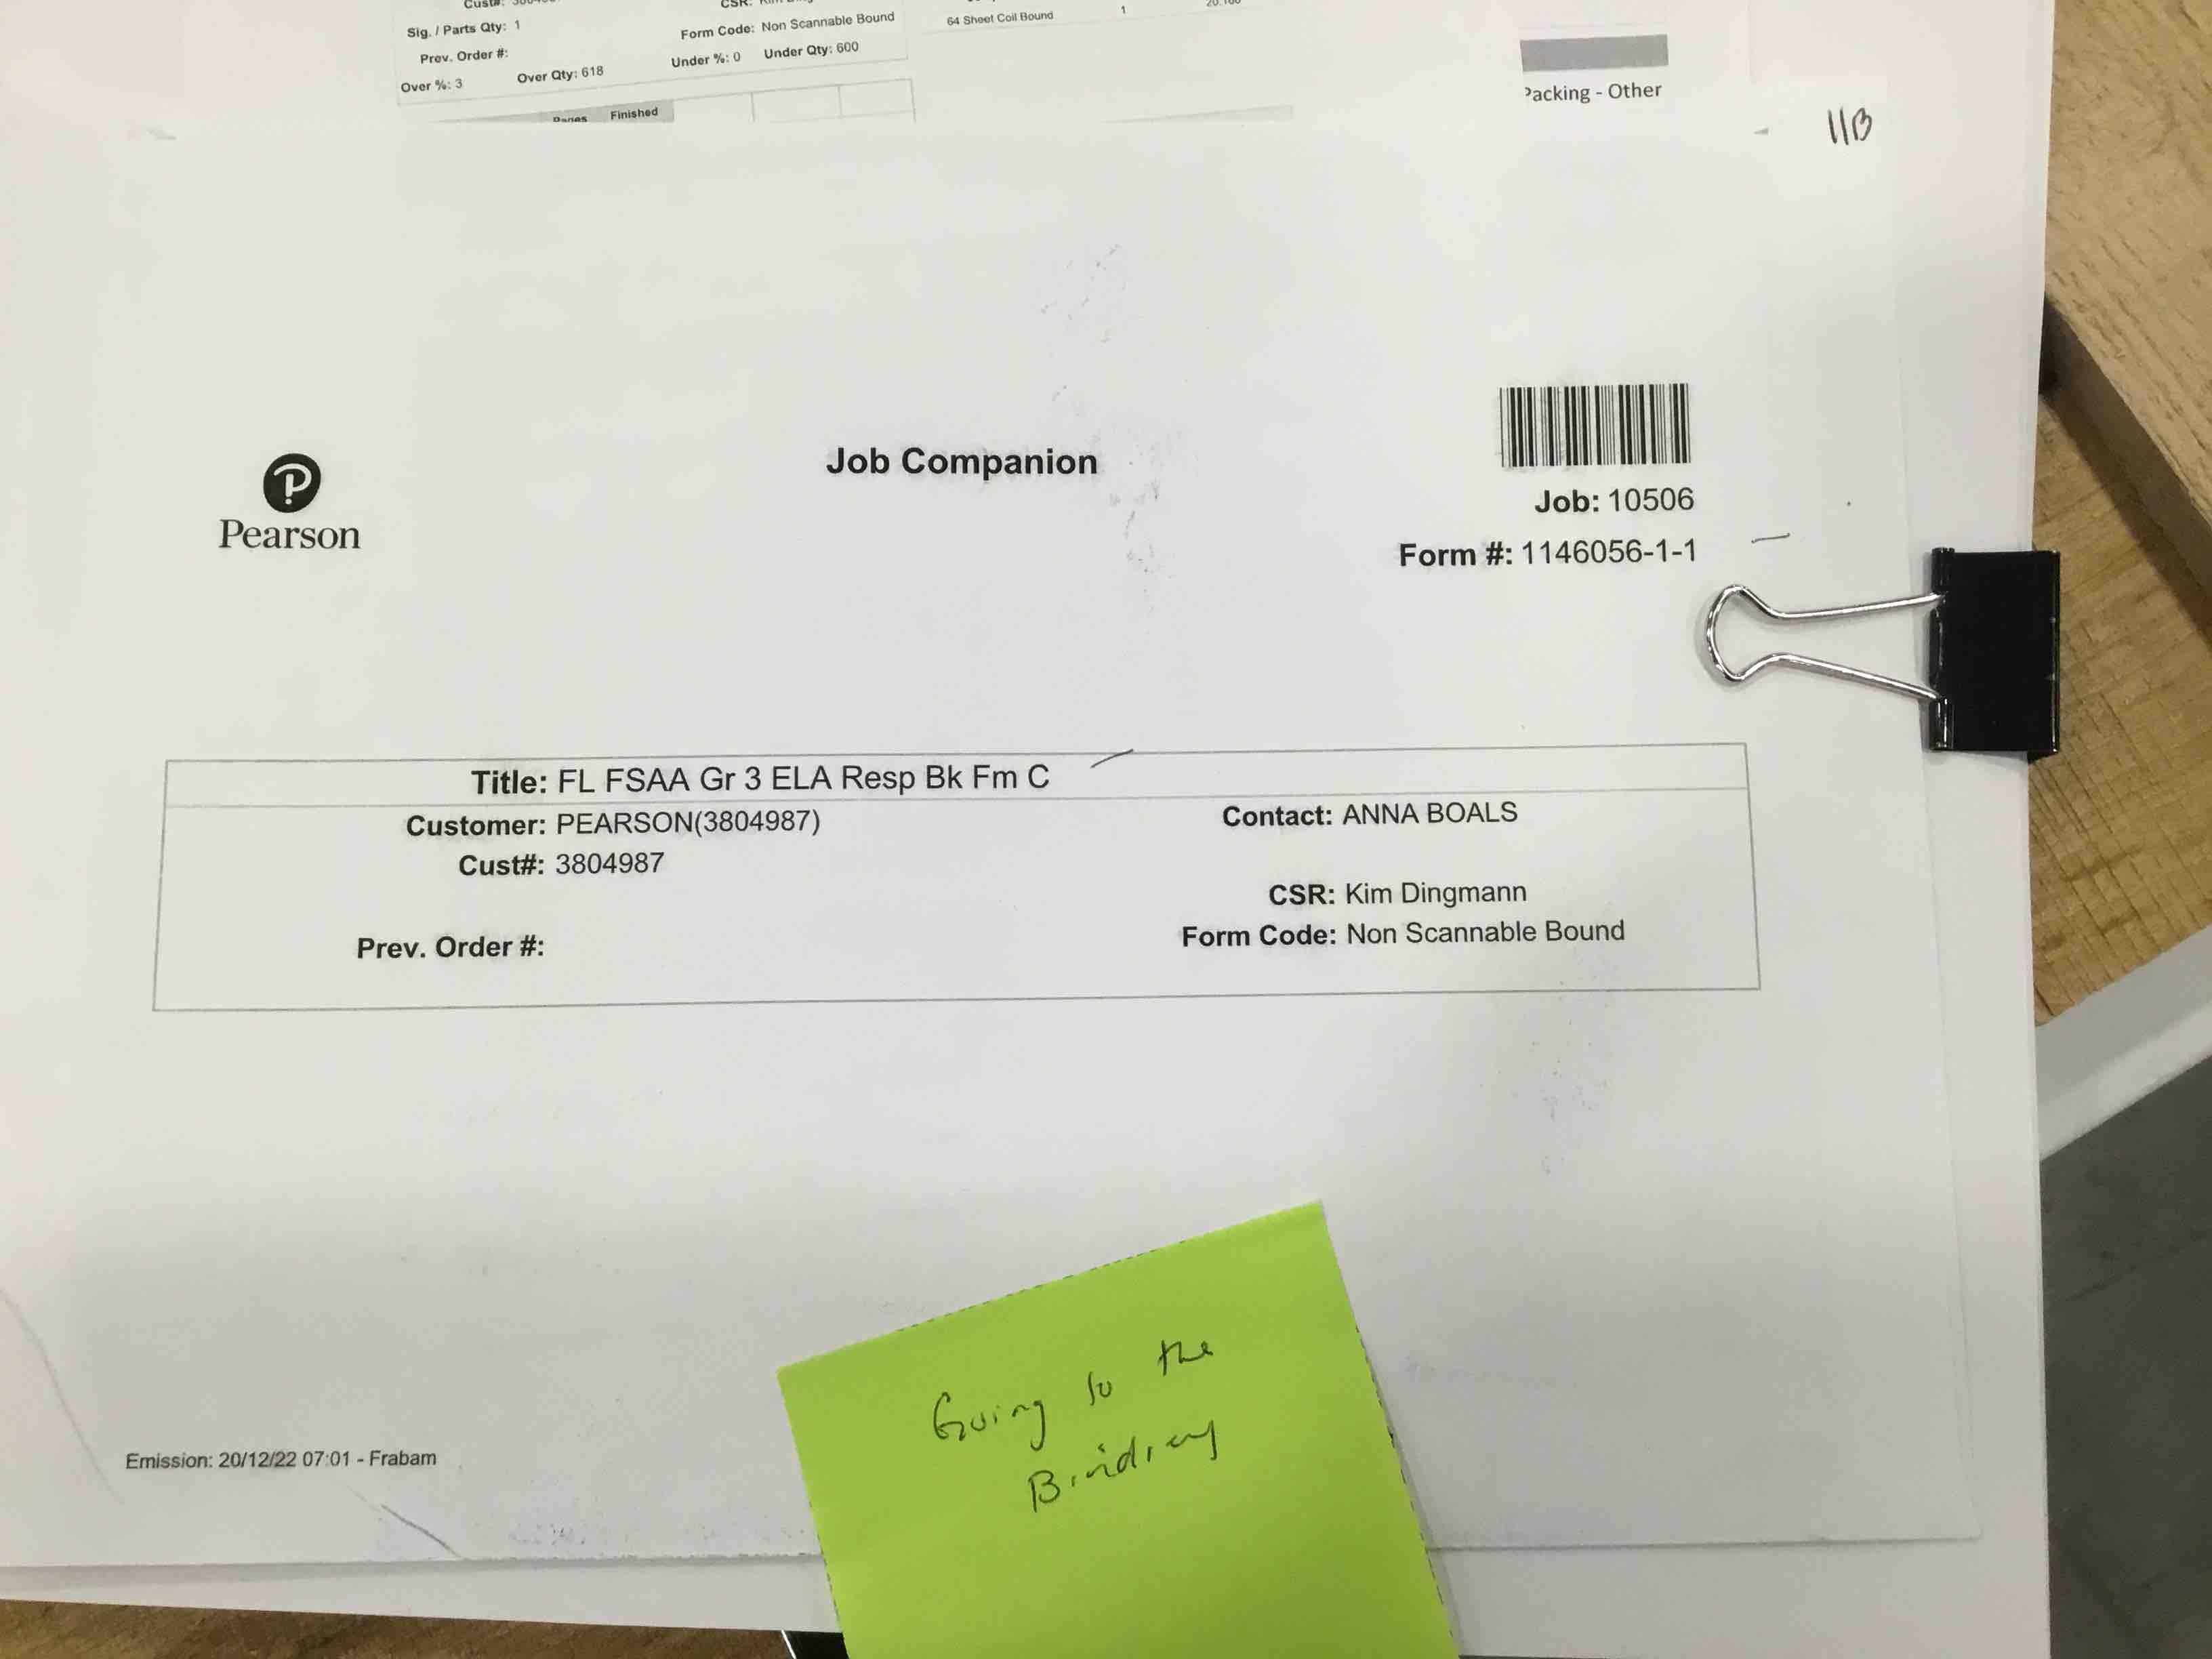 Cust#:
CSR:
Sig. / Parts Qty: 1
Form Code: Non Scannable Bound
64 Sheet Coil Bound 1
Prev. Order #:
Under %: 0 Under Qty: 600
Over %: 3 Over Qty: 618
Pages Finished
Packing - Other
11B
Pearson
Job Companion
Job: 10506
Form #: 1146056-1-1
Title: FL FSAA Gr 3 ELA Resp Bk Fm C
Customer: PEARSON(3804987)
Contact: ANNA BOALS
Cust#: 3804987
CSR: Kim Dingmann
Prev. Order #:
Form Code: Non Scannable Bound
Going to the
Bindery
Emission: 20/12/22 07:01 - Frabam